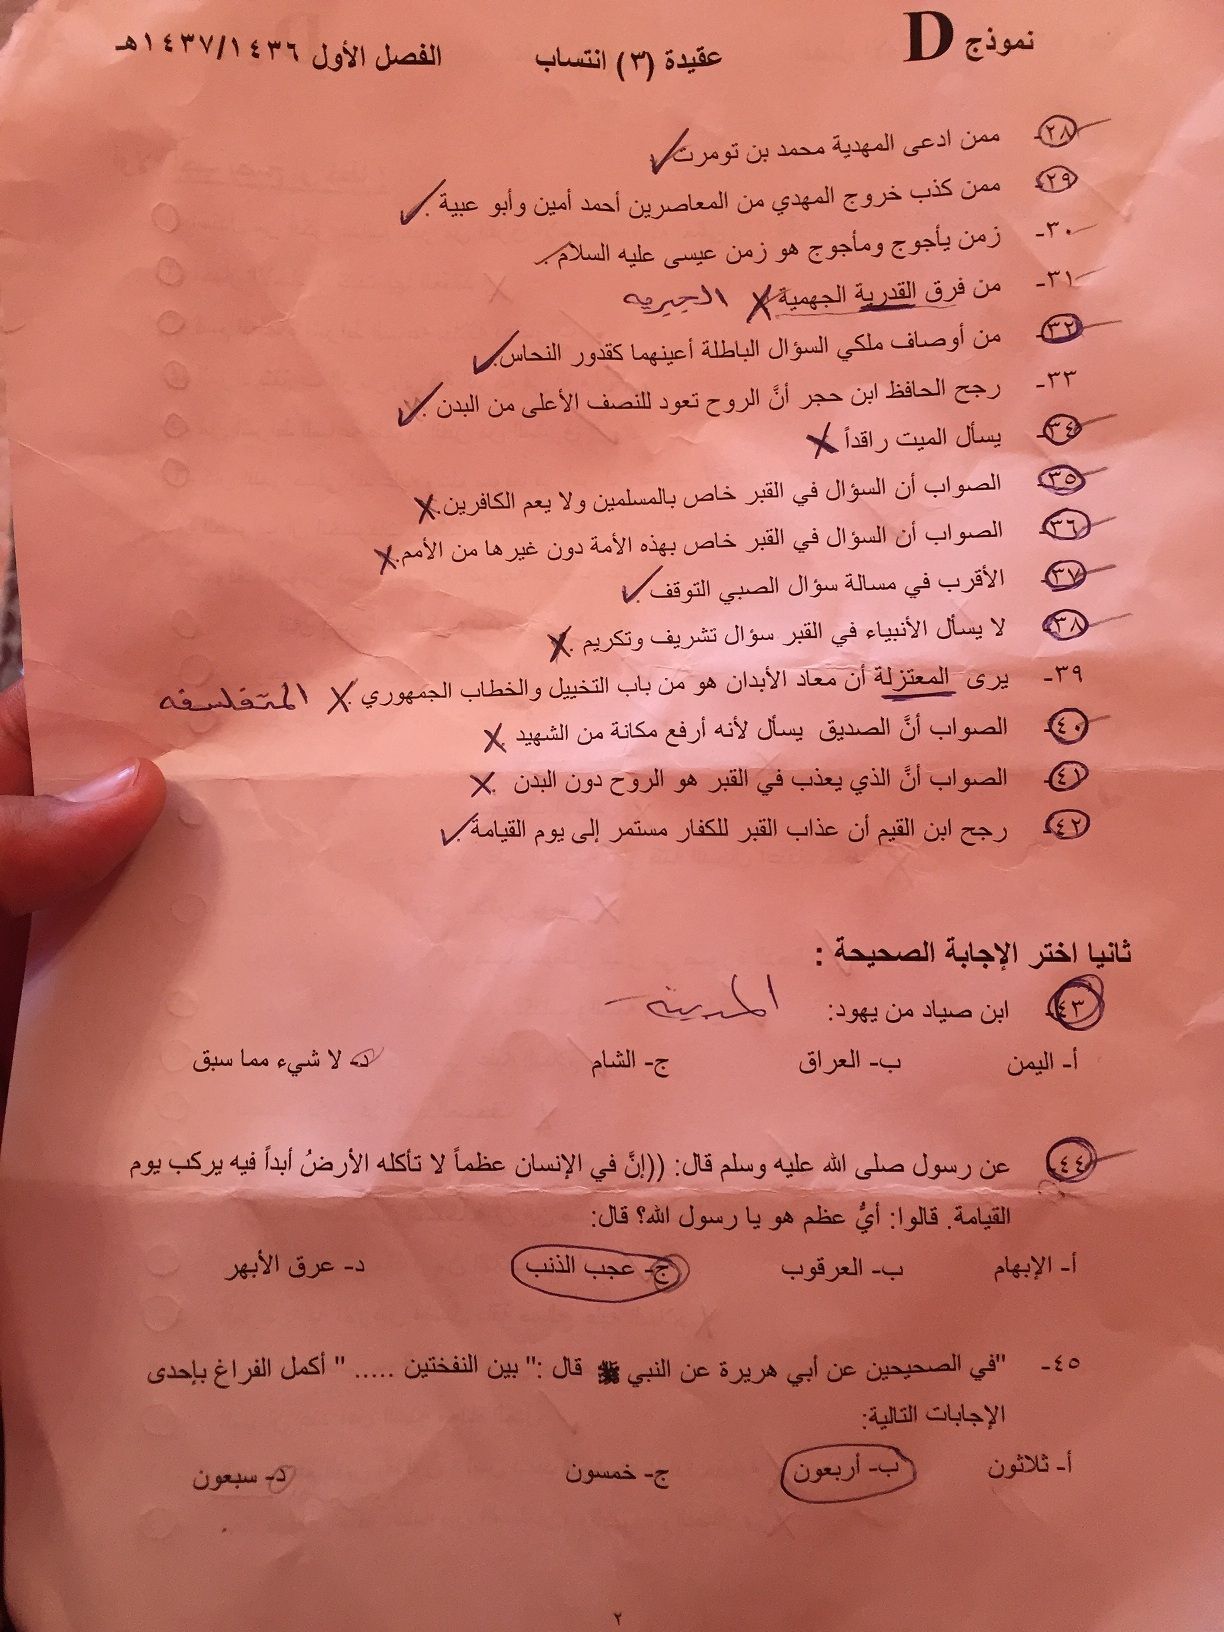 نموذج D عقيدة (٣) انتساب الفصل الأول ١٤٣٧/١٤٣٦هـ
٢٨- ممن ادعى المهدية محمد بن تومرت
٢٩- ممن كذب خروج المهدي من المعاصرين أحمد أمين وأبو عبية .
٣٠- زمن يأجوج ومأجوج هو زمن عيسى عليه السلام.
٣١- من فرق القدرية الجهمية . الجبريه
٣٢- من أوصاف ملكي السؤال الباطلة أعينهما كقدور النحاس.
٣٣- رجح الحافظ ابن حجر أنَّ الروح تعود للنصف الأعلى من البدن .
٣٤- يسأل الميت راقداً
٣٥- الصواب أن السؤال في القبر خاص بالمسلمين ولا يعم الكافرين.
٣٦- الصواب أن السؤال في القبر خاص بهذه الأمة دون غيرها من الأمم.
٣٧- الأقرب في مسالة سؤال الصبي التوقف .
٣٨- لا يسأل الأنبياء في القبر سؤال تشريف وتكريم .
٣٩- يرى المعتزلة أن معاد الأبدان هو من باب التخييل والخطاب الجمهوري . المتفلسفه
٤٠- الصواب أنَّ الصديق يسأل لأنه أرفع مكانة من الشهيد .
٤١- الصواب أنَّ الذي يعذب في القبر هو الروح دون البدن .
٤٢- رجح ابن القيم أن عذاب القبر للكفار مستمر إلى يوم القيامة .
ثانيا اختر الإجابة الصحيحة :
٤٣- ابن صياد من يهود: المدينه
أ- اليمن ب- العراق ج- الشام د- لا شيء مما سبق
٤٤- عن رسول صلى الله عليه وسلم قال: ((إنَّ في الإنسان عظماً لا تأكله الأرضُ أبداً فيه يركب يوم
القيامة. قالوا: أيُّ عظم هو يا رسول الله؟ قال:
أ- الإبهام ب- العرقوب ج- عجب الذنب د- عرق الأبهر
٤٥- "في الصحيحين عن أبي هريرة عن النبي ﷺ قال :" بين النفختين ..... " أكمل الفراغ بإحدى
الإجابات التالية:
أ- ثلاثون ب- أربعون ج- خمسون د- سبعون
٢